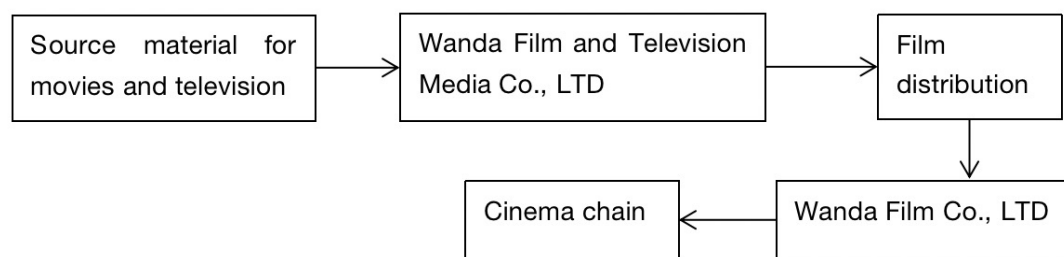 Source material for
movies and television
Wanda Film and Television
Media Co., LTD
Film
distribution
Wanda Film Co., LTD
Cinema chain